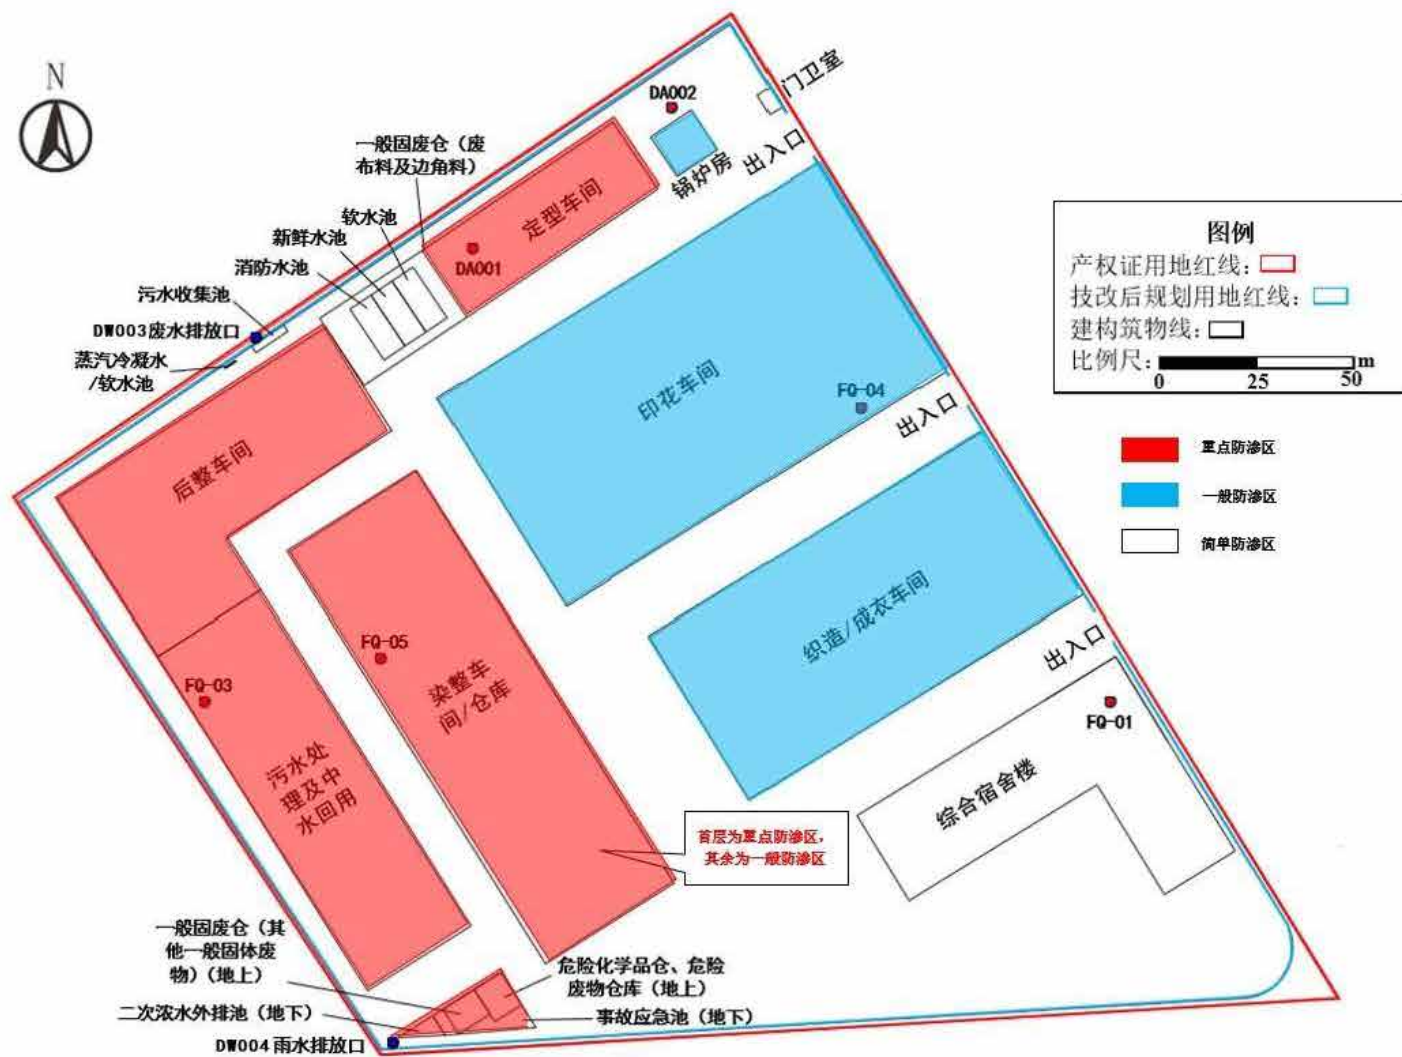 N
DA002
门卫室
一般固废仓（废
布料及边角料）
锅炉房
出入口
软水池
新鲜水池
消防水池
定型车间
DA001
污水收集池
DW003废水排放口
蒸汽冷凝水
/软水池
图例
产权证用地红线：
技改后规划用地红线：
建构筑物线：
比例尺：
m
0
25
50
重点防渗区
一般防渗区
简单防渗区
印花车间
FQ-04
出入口
后整车间
织造/成衣车间
FQ-05
FQ-03
染整车
间/仓库
出入口
FQ-01
污水处
理及中
水回用
综合宿舍楼
首层为重点防渗区，
其余为一般防渗区
一般固废仓（其
他一般固体废
物）（地上）
危险化学品仓、危险
废物仓库（地上）
二次浓水外排池（地下）
事故应急池（地下）
DW004雨水排放口